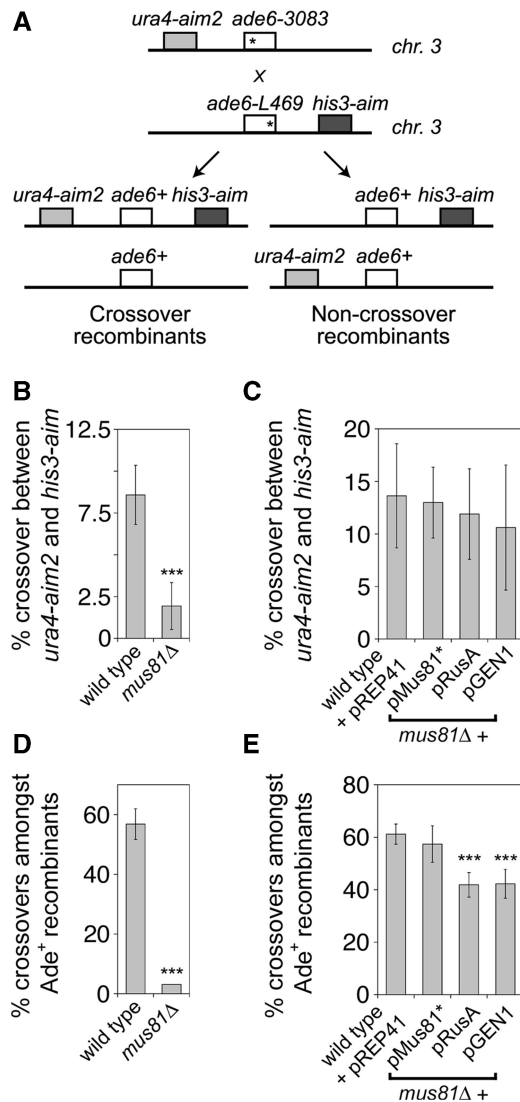 A
ura4-aim2 ade6-3083
* chr. 3
x
ade6-L469 his3-aim
* chr. 3
ura4-aim2 ade6+ his3-aim
ade6+ his3-aim
ade6+
ura4-aim2 ade6+
Crossover
recombinants
Non-crossover
recombinants
B
% crossover between
ura4-aim2 and his3-aim
12.5
7.5
2.5
0
***
wild type
mus81Δ
C
% crossover between
ura4-aim2 and his3-aim
20
15
10
5
0
wild type
+ pREP41
pMus81*
pRusA
pGEN1
mus81Δ +
D
% crossovers amongst
Ade+ recombinants
60
40
20
0
***
wild type
mus81Δ
E
% crossovers amongst
Ade+ recombinants
80
60
40
20
0
*** ***
wild type
+ pREP41
pMus81*
pRusA
pGEN1
mus81Δ +